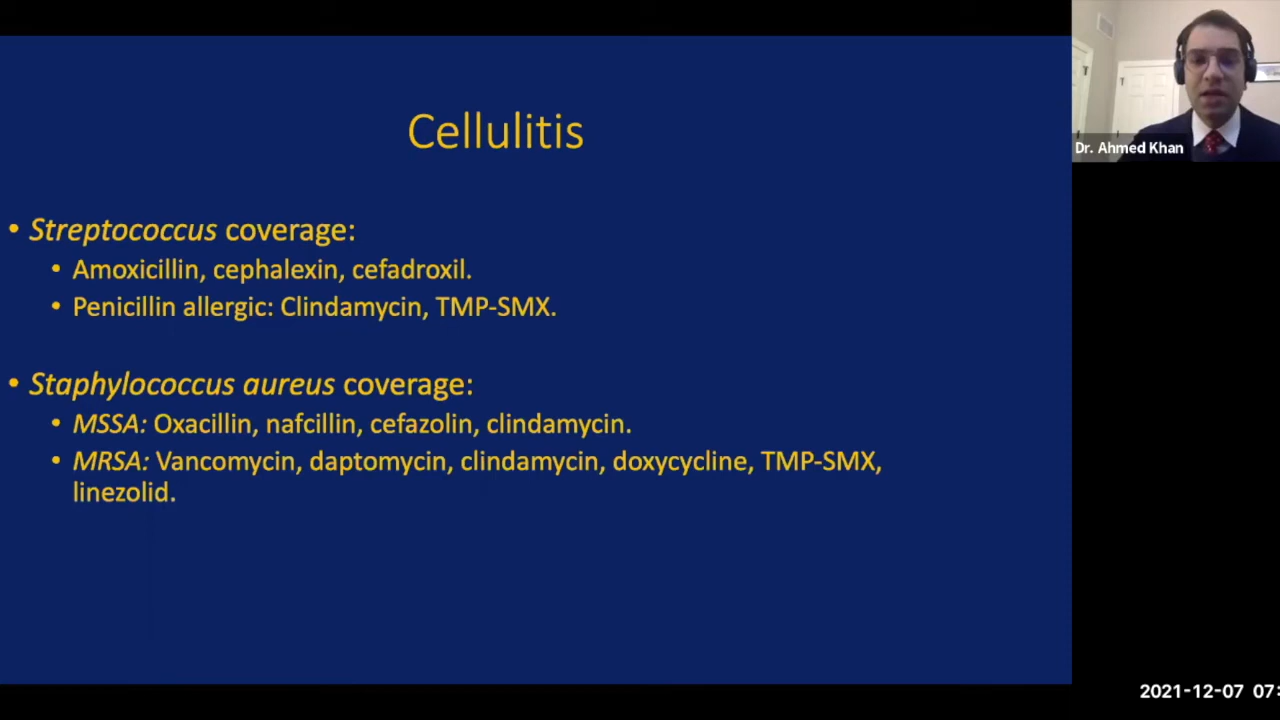 Cellulitis
• Streptococcus coverage:
• Amoxicillin, cephalexin, cefadroxil.
• Penicillin allergic: Clindamycin, TMP-SMX.
• Staphylococcus aureus coverage:
• MSSA: Oxacillin, nafcillin, cefazolin, clindamycin.
• MRSA: Vancomycin, daptomycin, clindamycin, doxycycline, TMP-SMX,
linezolid.
Dr. Ahmed Khan
2021-12-07 07: